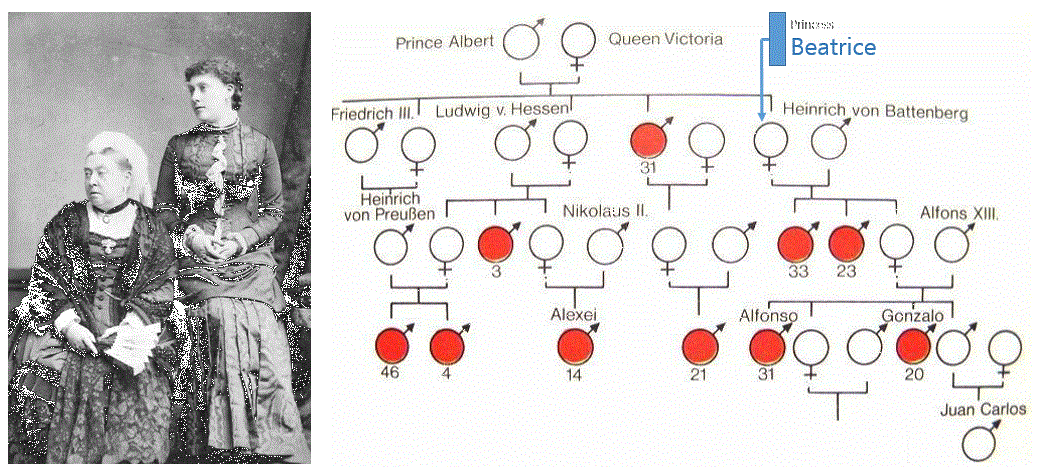 Princess
Beatrice
Prince Albert
Queen Victoria
Friedrich III.
Ludwig v. Hessen
Heinrich von Battenberg
31
Heinrich
von Preußen
Nikolaus II.
Alfons XIII.
3
33
23
Alexei
Alfonso
Gonzalo
46
4
14
21
31
20
Juan Carlos